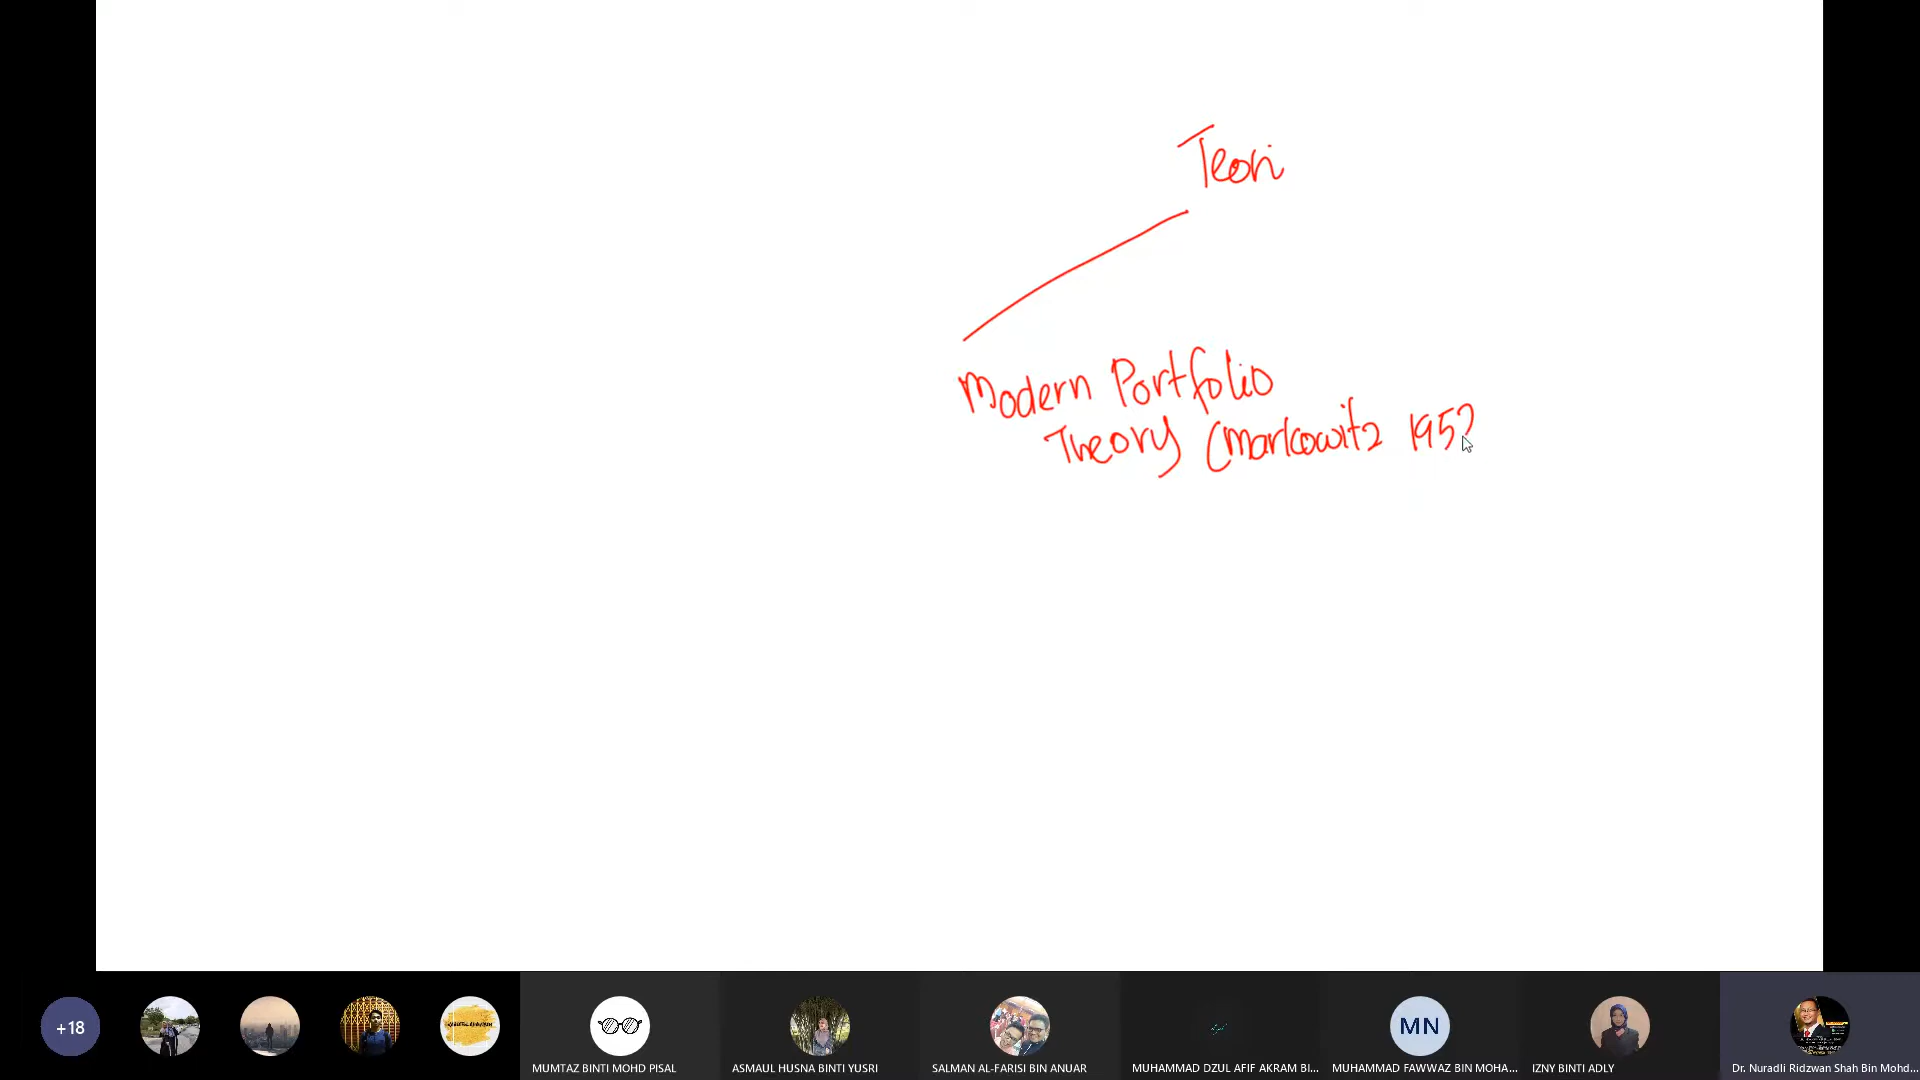 Teori
Modern Portfolio
Theory (Markowitz 195?
+18
MN
MUMTAZ BINTI MOHD PISAL
ASMAUL HUSNA BINTI YUSRI
SALMAN AL-FARISI BIN ANUAR
MUHAMMAD DZUL AFIF AKRAM BI...
MUHAMMAD FAWWAZ BIN MOHA...
IZNY BINTI ADLY
Dr. Nuradli Ridzwan Shah Bin Mohd...